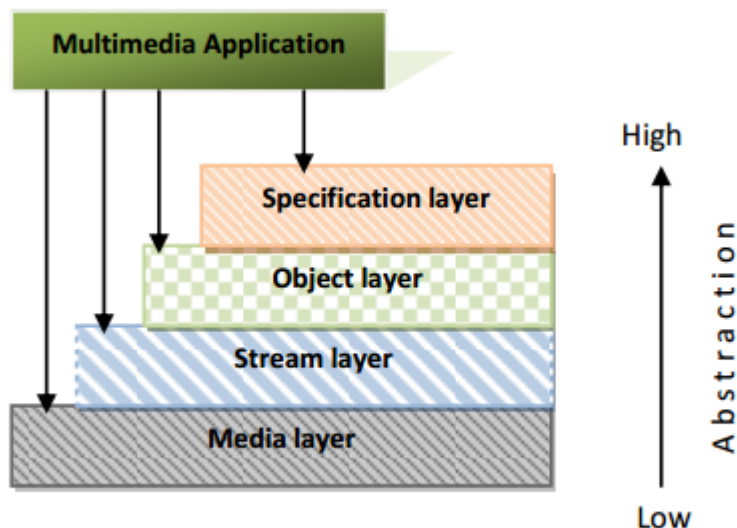 Multimedia Application
High
Specification layer
Object layer
Stream layer
Media layer
Abstraction
Low